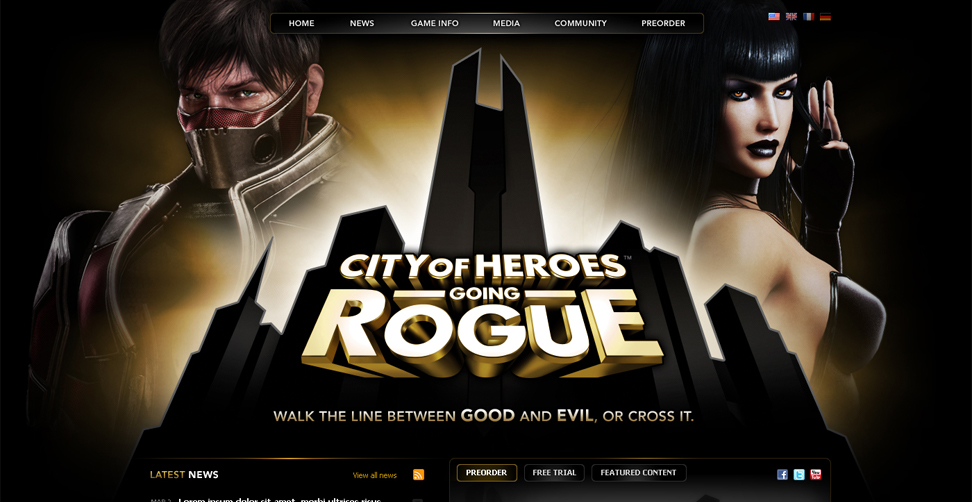 HOME NEWS GAME INFO MEDIA COMMUNITY PREORDER
CITY OF HEROES™
GOING
ROGUE
WALK THE LINE BETWEEN GOOD AND EVIL, OR CROSS IT.
LATEST NEWS View all news
PREORDER FREE TRIAL FEATURED CONTENT
MAR 2 Lorem ipsum dolor sit amet, morbi ultrices risus